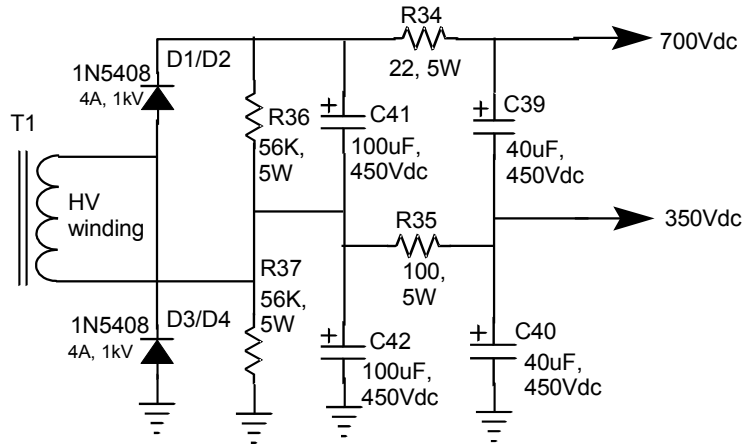 R34
700Vdc
22, 5W
D1/D2
1N5408
4A, 1kV
T1
R36
56K,
5W
C41
100uF,
450Vdc
C39
40uF,
450Vdc
HV
winding
R35
100,
5W
350Vdc
R37
56K,
5W
1N5408
4A, 1kV
D3/D4
C42
100uF,
450Vdc
C40
40uF,
450Vdc